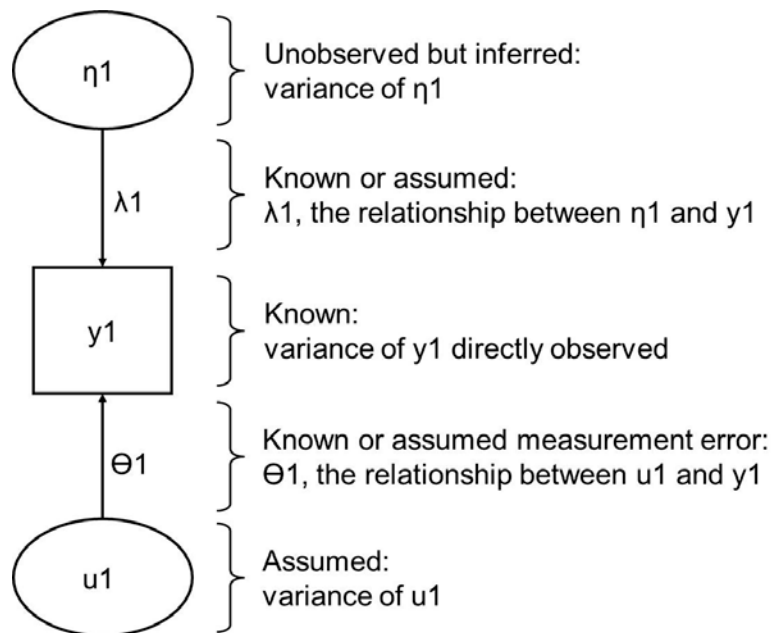 η1
Unobserved but inferred:
variance of η1
λ1
Known or assumed:
λ1, the relationship between η1 and y1
y1
Known:
variance of y1 directly observed
ϴ1
Known or assumed measurement error:
ϴ1, the relationship between u1 and y1
u1
Assumed:
variance of u1